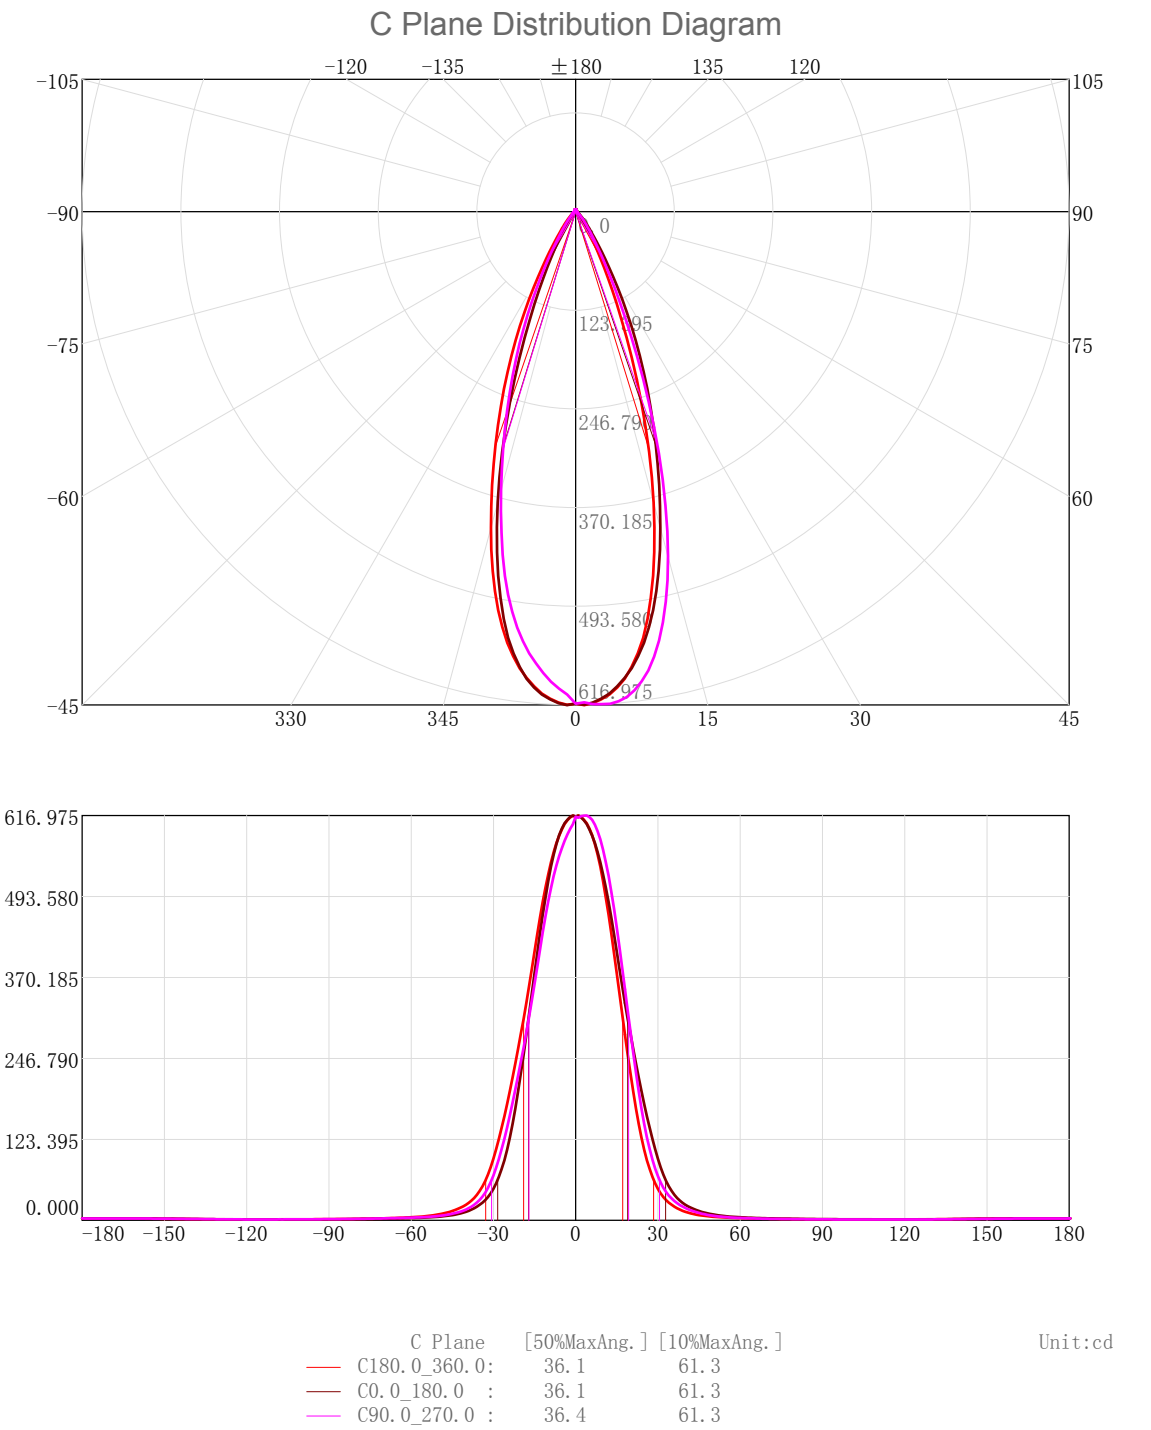 C Plane Distribution Diagram
-120 -135 ±180 135 120
-105 105
-90 90
0
123.395
-75 75
246.790
-60 60
370.185
493.580
616.975
-45 330 345 0 15 30 45
616.975
493.580
370.185
246.790
123.395
0.000
-180 -150 -120 -90 -60 -30 0 30 60 90 120 150 180
C Plane [50%MaxAng.] [10%MaxAng.] Unit:cd
C180.0_360.0: 36.1 61.3
C0.0_180.0 : 36.1 61.3
C90.0_270.0 : 36.4 61.3